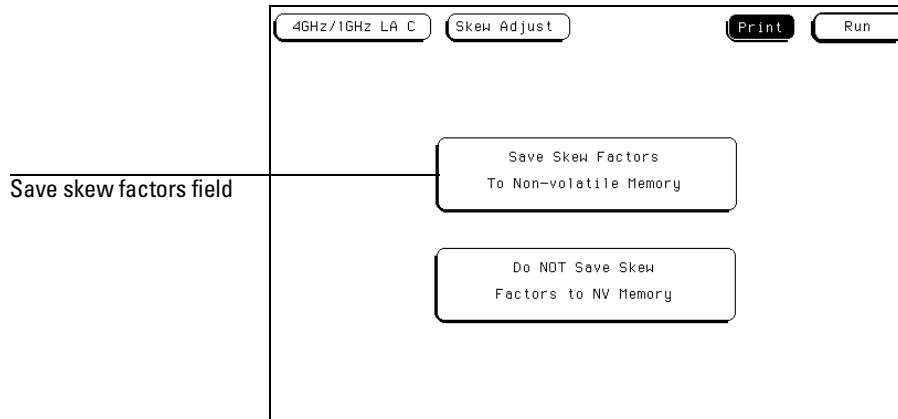 4GHz/1GHz LA C Skew Adjust Print Run
Save Skew Factors
To Non-volatile Memory
Save skew factors field
Do NOT Save Skew
Factors to NV Memory